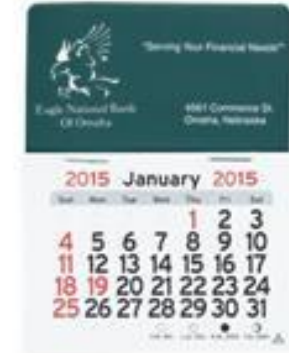 "Serving Your Financial Needs"
Eagle National Bank
Of Omaha
4501 Commerce St.
Omaha, Nebraska
2015 January 2015
Sun Mon Tue Wed Thu Fri Sat
1 2 3
4 5 6 7 8 9 10
11 12 13 14 15 16 17
18 19 20 21 22 23 24
25 26 27 28 29 30 31